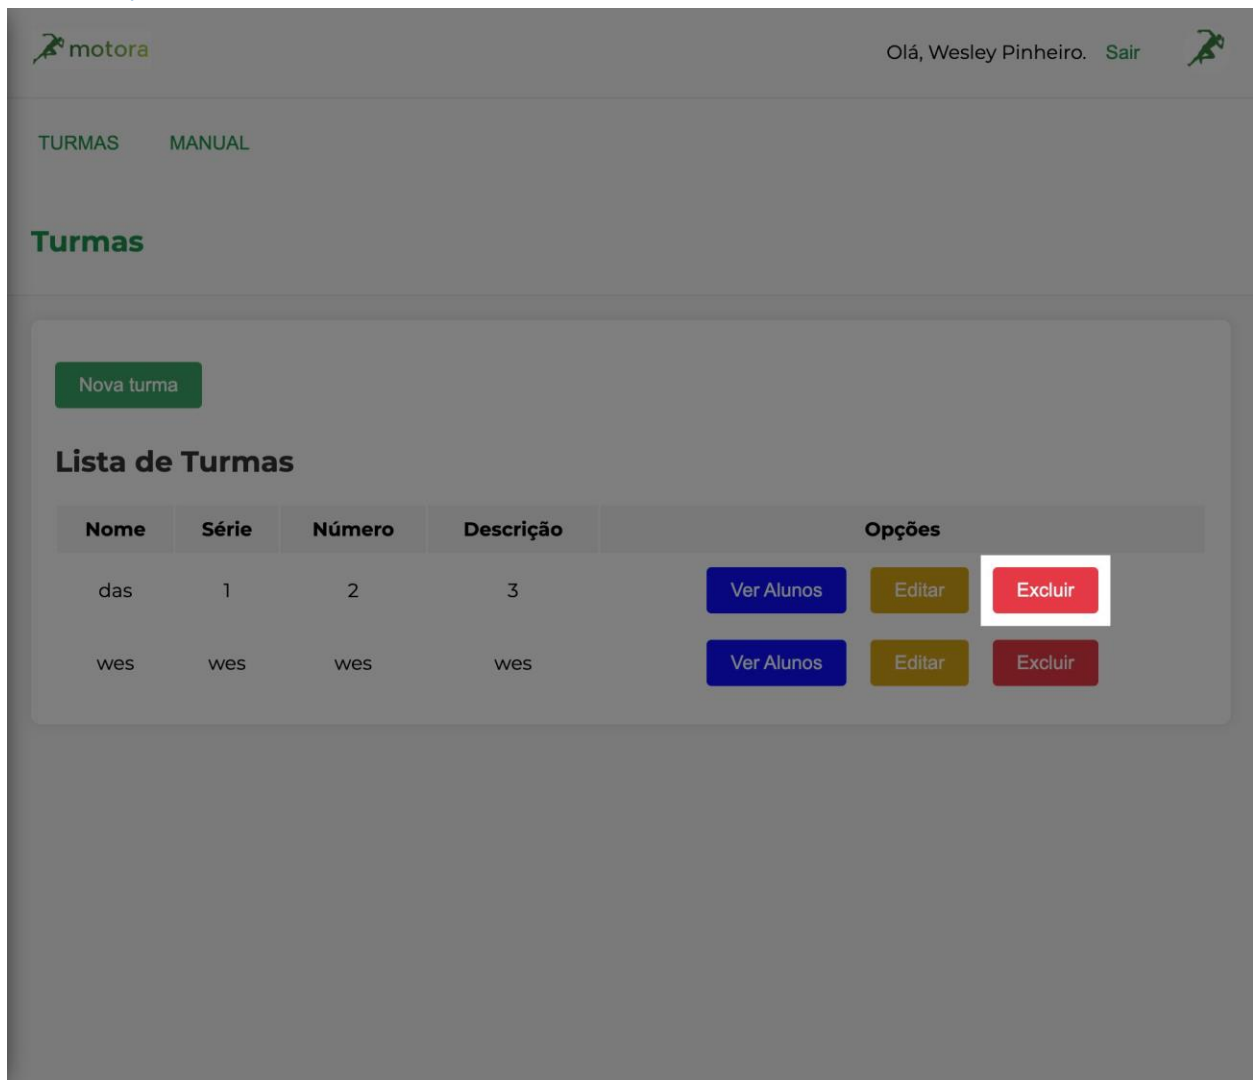 motora
Olá, Wesley Pinheiro. Sair
TURMAS MANUAL
Turmas
Nova turma
Lista de Turmas
Nome Série Número Descrição Opções
das 1 2 3 Ver Alunos Editar Excluir
wes wes wes wes Ver Alunos Editar Excluir